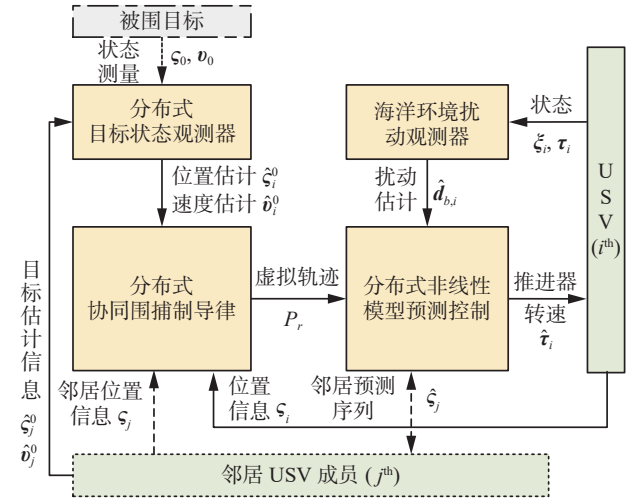 被围目标
状态
测量
ς₀, υ₀
分布式
目标状态观测器
海洋环境扰
动观测器
状态
ξᵢ, τᵢ
U
S
V
(iᵗʰ)
位置估计 ς̂ᵢ⁰
速度估计 υ̂ᵢ⁰
扰动
估计
d̂_{b,i}
分布式
协同围捕制导律
虚拟轨迹
Pᵣ
分布式非线性
模型预测控制
推进器
转速
τ̂ᵢ
目
标
估
计
信
息
ς̂ⱼ⁰
υ̂ⱼ⁰
邻居位置
信息 ςⱼ
位置
信息 ςᵢ
邻居预测
序列
ς̂ⱼ
邻居 USV 成员 (jᵗʰ)